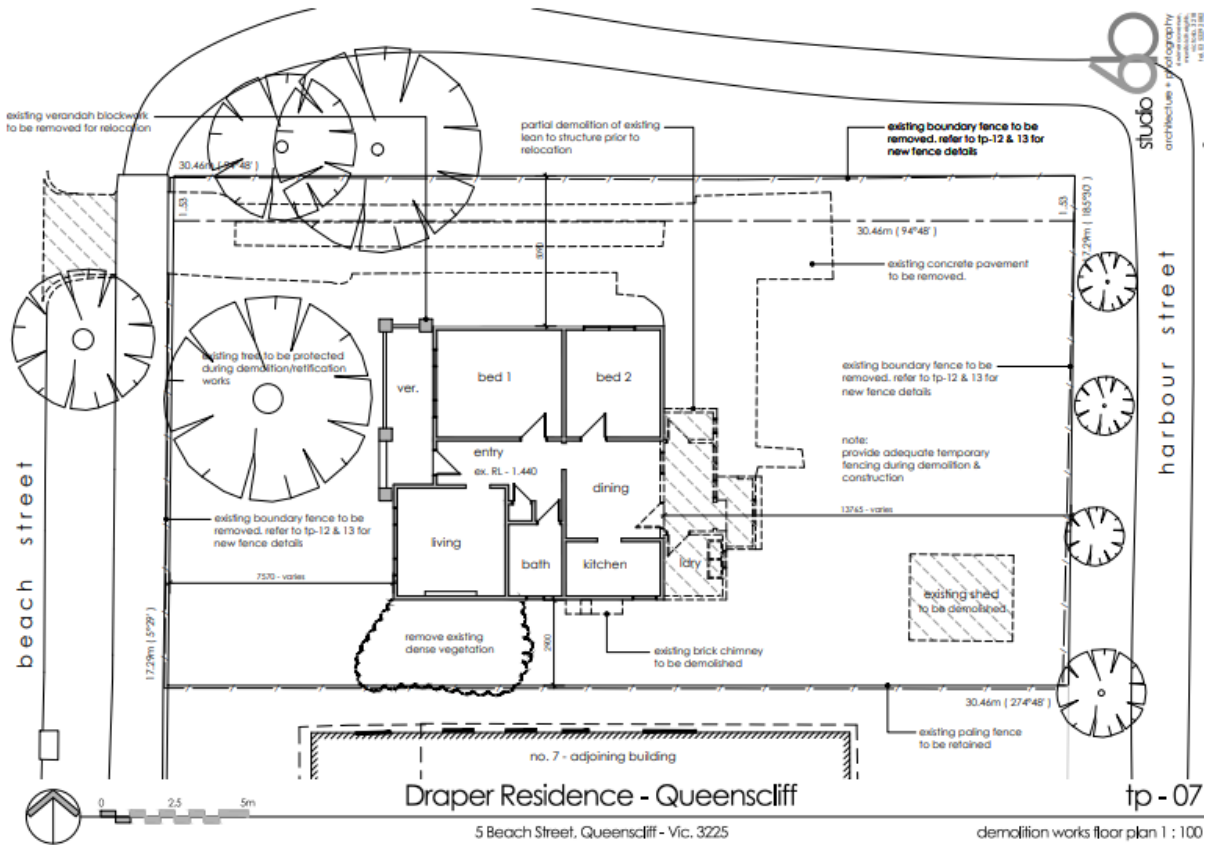 studio
architecture + photography
existing verandah blockwork
to be removed for relocation
partial demolition of existing
lean to structure prior to
relocation
existing boundary fence to be
removed. refer to tp-12 & 13 for
new fence details
30.46m ( 94°48' )
1.53
1.53
30.46m ( 94°48' )
7.29m ( 185°30' )
existing concrete pavement
to be removed.
harbour street
existing tree to be protected
during demolition/retification
works
ver.
bed 1
bed 2
existing boundary fence to be
removed. refer to tp-12 & 13 for
new fence details
note:
provide adequate temporary
fencing during demolition &
construction
entry
ex. RL - 1.440
dining
13765 - varies
beach street
existing boundary fence to be
removed. refer to tp-12 & 13 for
new fence details
living
bath
kitchen
ldry
7570 - varies
existing shed
to be demolished
17.29m ( 5°29' )
remove existing
dense vegetation
2900
existing brick chimney
to be demolished
30.46m ( 274°48' )
existing paling fence
to be retained
no. 7 - adjoining building
0 2.5 5m
Draper Residence - Queenscliff
tp - 07
5 Beach Street, Queenscliff - Vic. 3225
demolition works floor plan 1 : 100